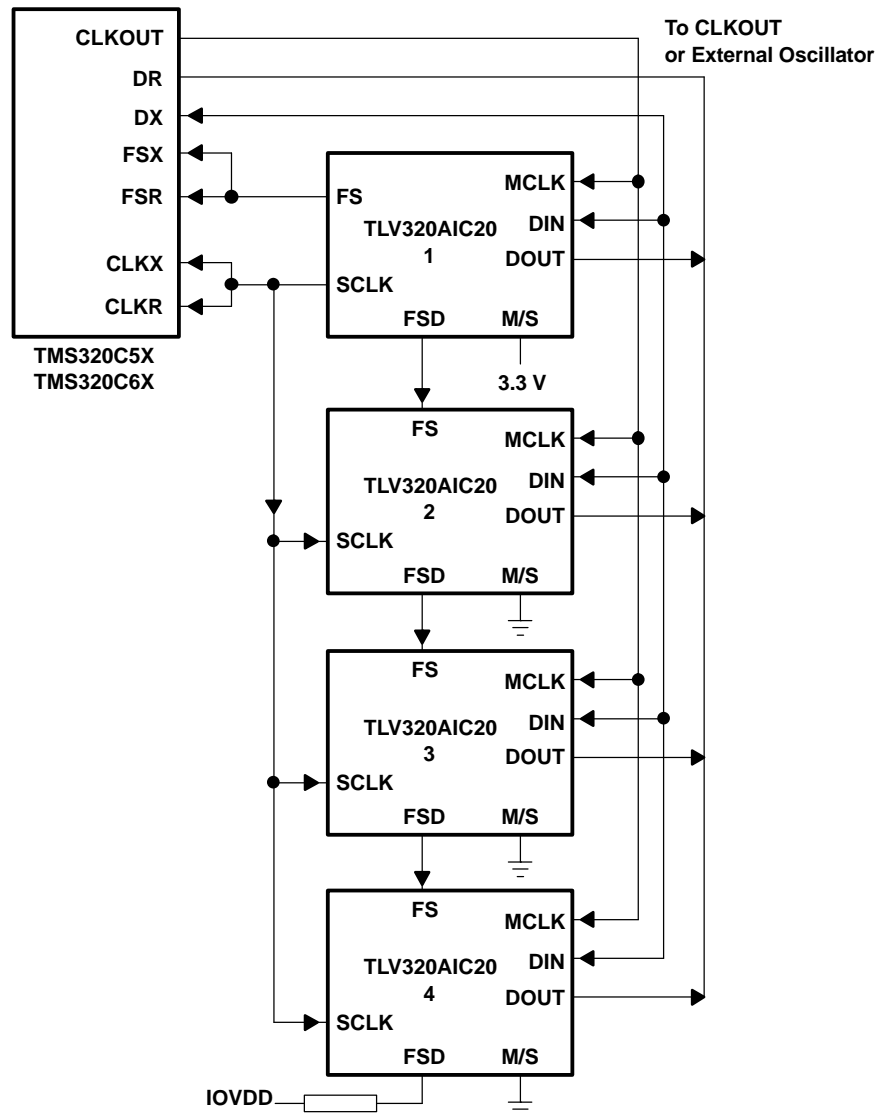 CLKOUT
DR
DX
FSX
FSR
CLKX
CLKR
TMS320C5X
TMS320C6X
To CLKOUT
or External Oscillator
FS
MCLK
DIN
TLV320AIC20
1
DOUT
SCLK
FSD
M/S
3.3 V
FS
MCLK
DIN
TLV320AIC20
2
DOUT
SCLK
FSD
M/S
FS
MCLK
DIN
TLV320AIC20
3
DOUT
SCLK
FSD
M/S
FS
MCLK
DIN
TLV320AIC20
4
DOUT
SCLK
FSD
M/S
IOVDD